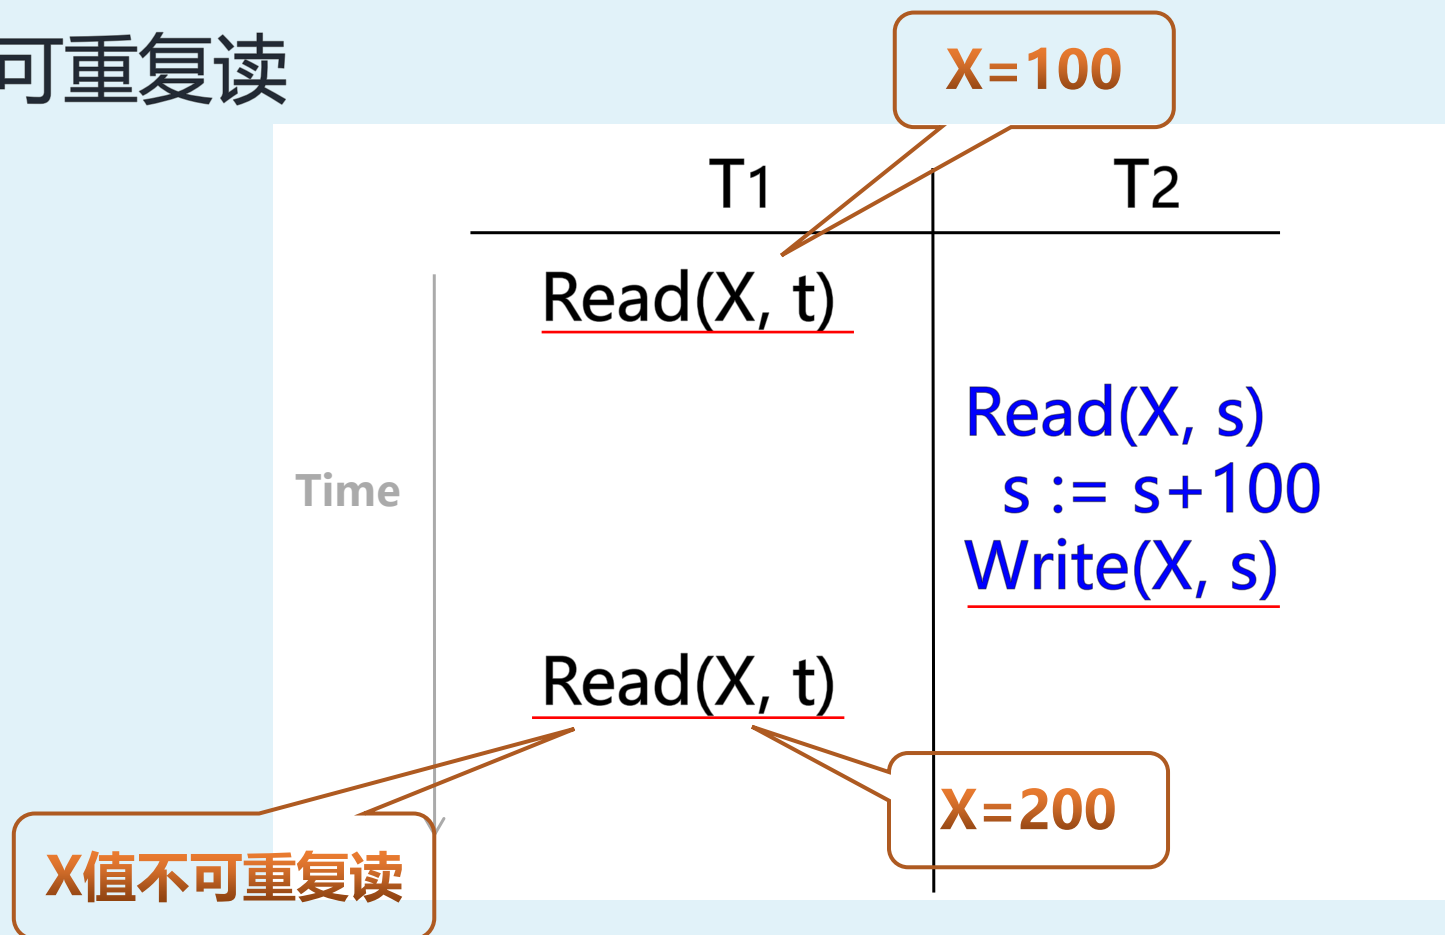 可重复读
X=100
T1 T2
Read(X, t)
Read(X, s)
s := s+100
Write(X, s)
Time
Read(X, t)
X=200
X值不可重复读